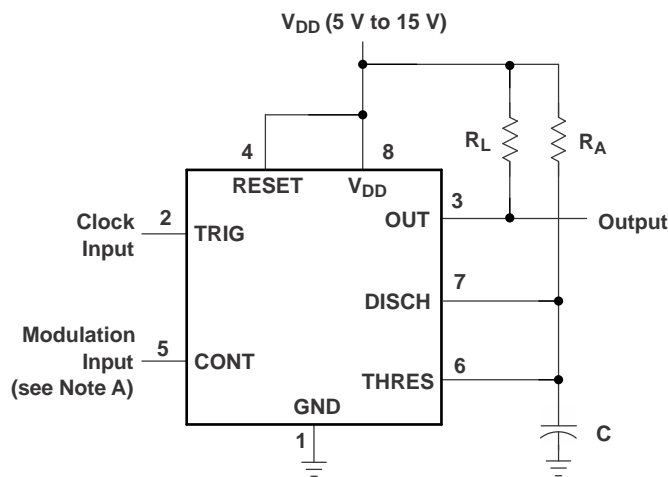 VDD (5 V to 15 V)
RL
RA
4
8
RESET
VDD
Clock
Input
2
TRIG
OUT
3
Output
7
DISCH
Modulation
Input
(see Note A)
5
CONT
6
THRES
GND
1
C